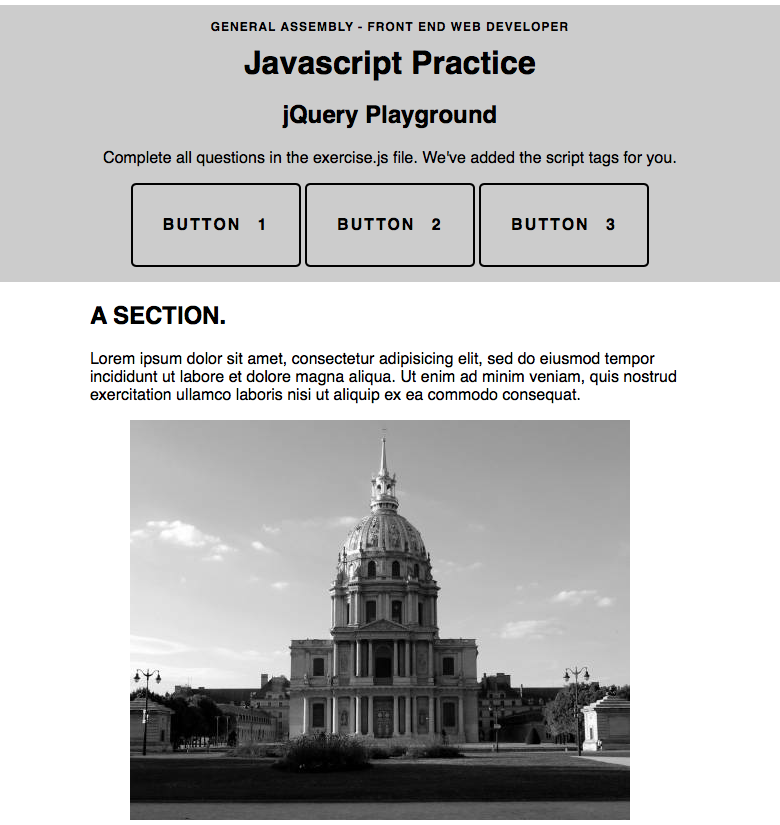 GENERAL ASSEMBLY - FRONT END WEB DEVELOPER
Javascript Practice
jQuery Playground
Complete all questions in the exercise.js file. We've added the script tags for you.
BUTTON 1 BUTTON 2 BUTTON 3
A SECTION.
Lorem ipsum dolor sit amet, consectetur adipisicing elit, sed do eiusmod tempor
incididunt ut labore et dolore magna aliqua. Ut enim ad minim veniam, quis nostrud
exercitation ullamco laboris nisi ut aliquip ex ea commodo consequat.